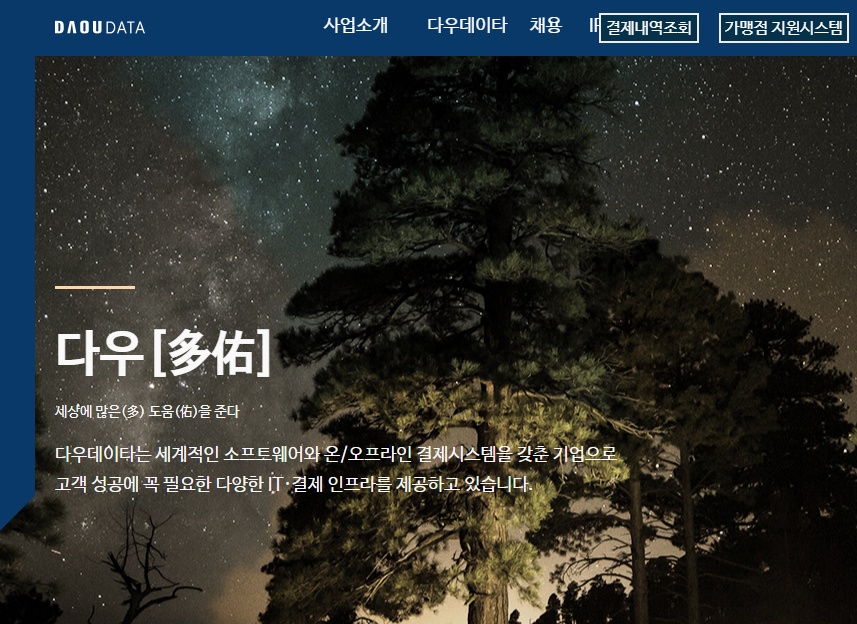 DAOU DATA
사업소개 다우데이타 채용 결제내역조회 가맹점 지원시스템
다우[多佑]
세상에 많은(多) 도움(佑)을 준다
다우데이타는 세계적인 소프트웨어와 온/오프라인 결제시스템을 갖춘 기업으로
고객 성공에 꼭 필요한 다양한 IT·결제 인프라를 제공하고 있습니다.